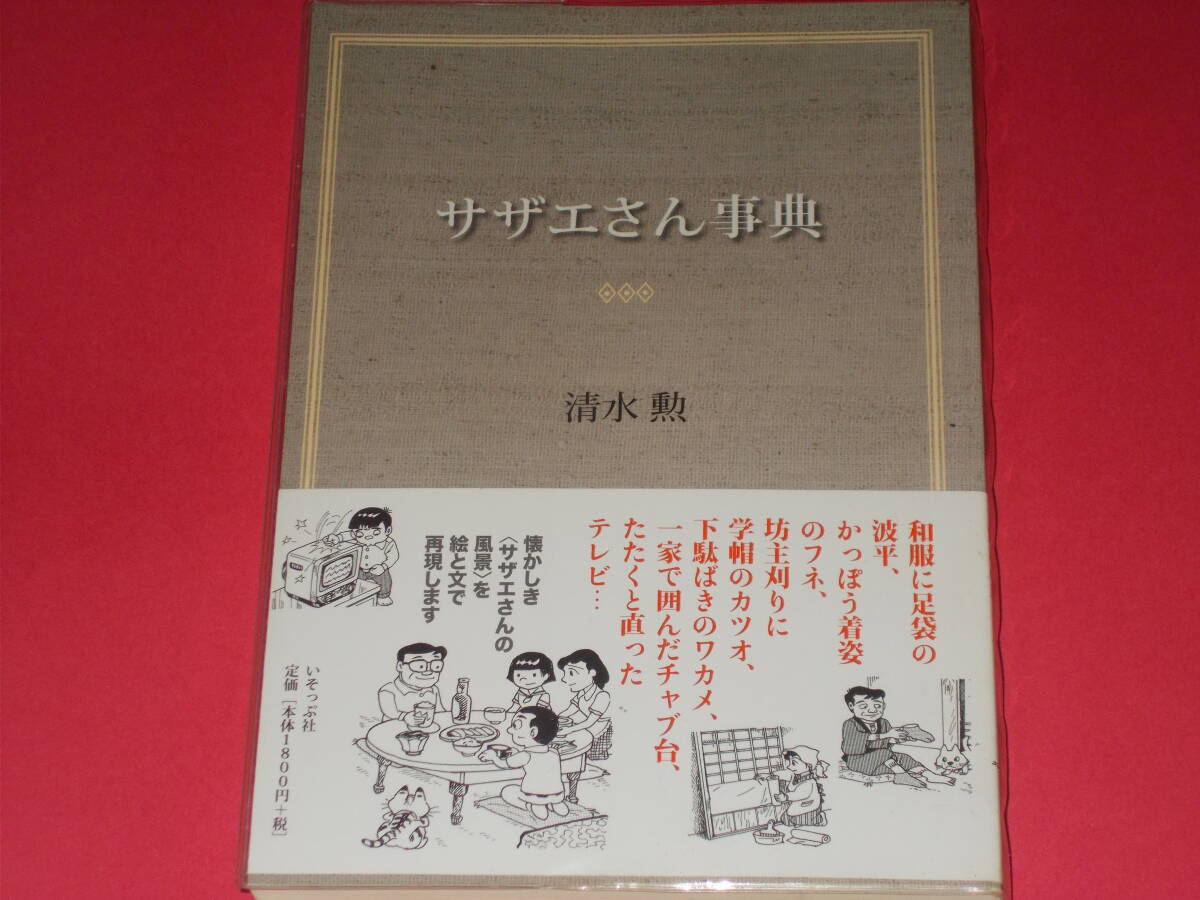 サザエさん事典
清水 勲
和服に足袋の
波平、
かっぽう着姿
のフネ、
坊主刈りに
学帽のカツオ、
下駄ばきのワカメ、
一家で囲んだチャブ台、
たたくと直った
テレビ…
懐かしき
〈サザエさんの
風景〉を
絵と文で
再現します
いそっぷ社
定価［本体1800円＋税］